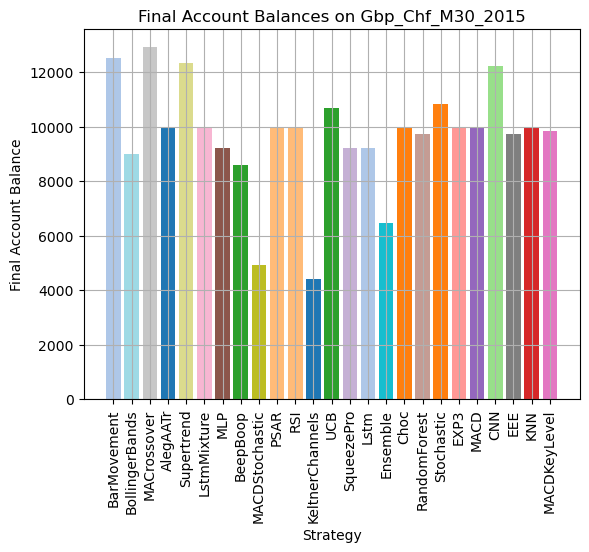 Final Account Balances on Gbp_Chf_M30_2015
Final Account Balance
12000
10000
8000
6000
4000
2000
0
BarMovement
BollingerBands
MACrossover
AlegAATr
Supertrend
LstmMixture
MLP
BeepBoop
MACDStochastic
PSAR
RSI
KeltnerChannels
UCB
SqueezePro
Lstm
Ensemble
Choc
RandomForest
Stochastic
EXP3
MACD
CNN
EEE
KNN
MACDKeyLevel
Strategy